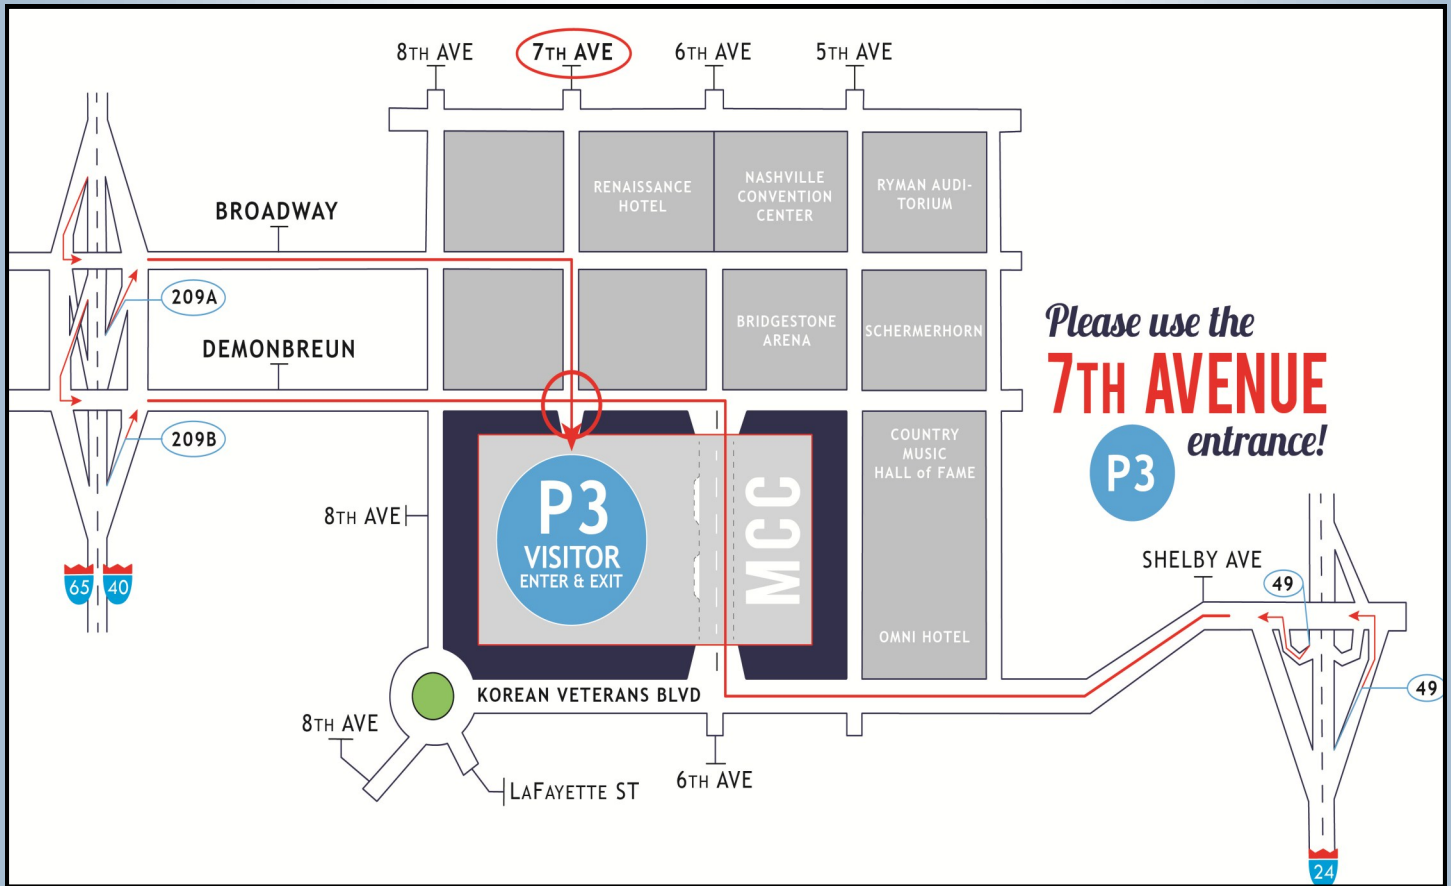 8TH AVE
7TH AVE
6TH AVE
5TH AVE
RENAISSANCE
HOTEL
NASHVILLE
CONVENTION
CENTER
RYMAN AUDI-
TORIUM
BROADWAY
209A
DEMONBREUN
BRIDGESTONE
ARENA
SCHERMERHORN
Please use the
7TH AVENUE
entrance!
P3
209B
COUNTRY
MUSIC
HALL of FAME
P3
VISITOR
ENTER & EXIT
MCC
8TH AVE
65
40
SHELBY AVE
49
OMNI HOTEL
49
KOREAN VETERANS BLVD
8TH AVE
6TH AVE
LAFAYETTE ST
24